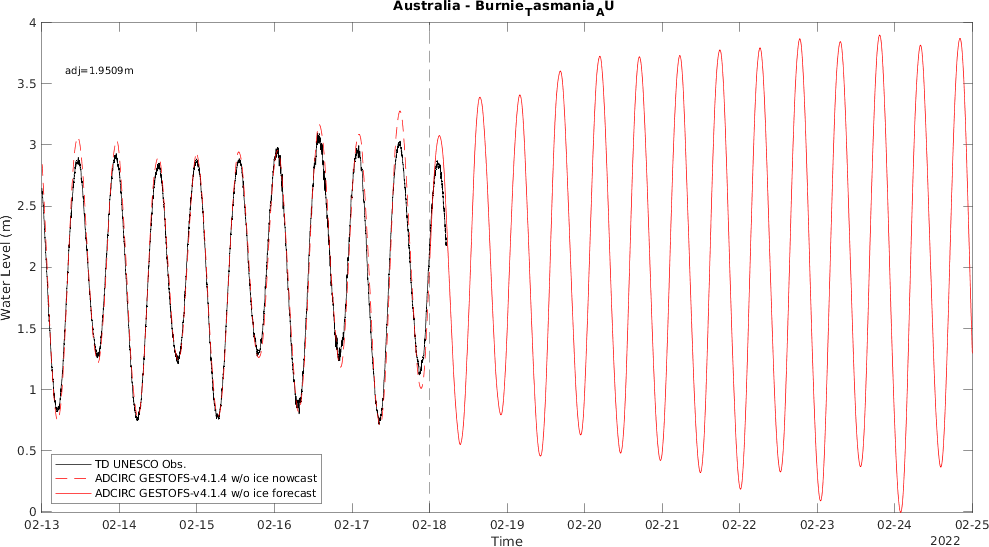 Australia - BurnieTasmaniaAU
4
adj=1.9509m
3.5
3
2.5
Water Level (m)
2
1.5
1
0.5
TD UNESCO Obs.
ADCIRC GESTOFS-v4.1.4 w/o ice nowcast
ADCIRC GESTOFS-v4.1.4 w/o ice forecast
0
02-13 02-14 02-15 02-16 02-17 02-18 02-19 02-20 02-21 02-22 02-23 02-24 02-25
Time
2022